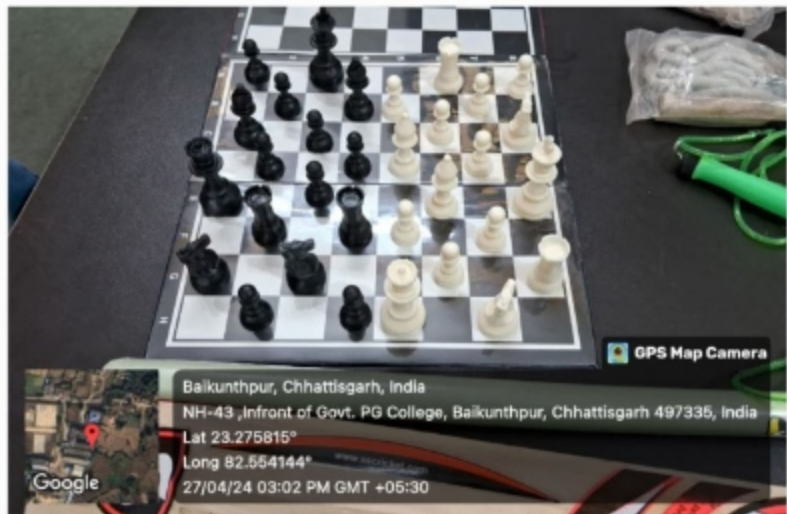 GPS Map Camera
Baikunthpur, Chhattisgarh, India
NH-43 ,Infront of Govt. PG College, Baikunthpur, Chhattisgarh 497335, India
Lat 23.275815°
Long 82.554144°
27/04/24 03:02 PM GMT +05:30
Google